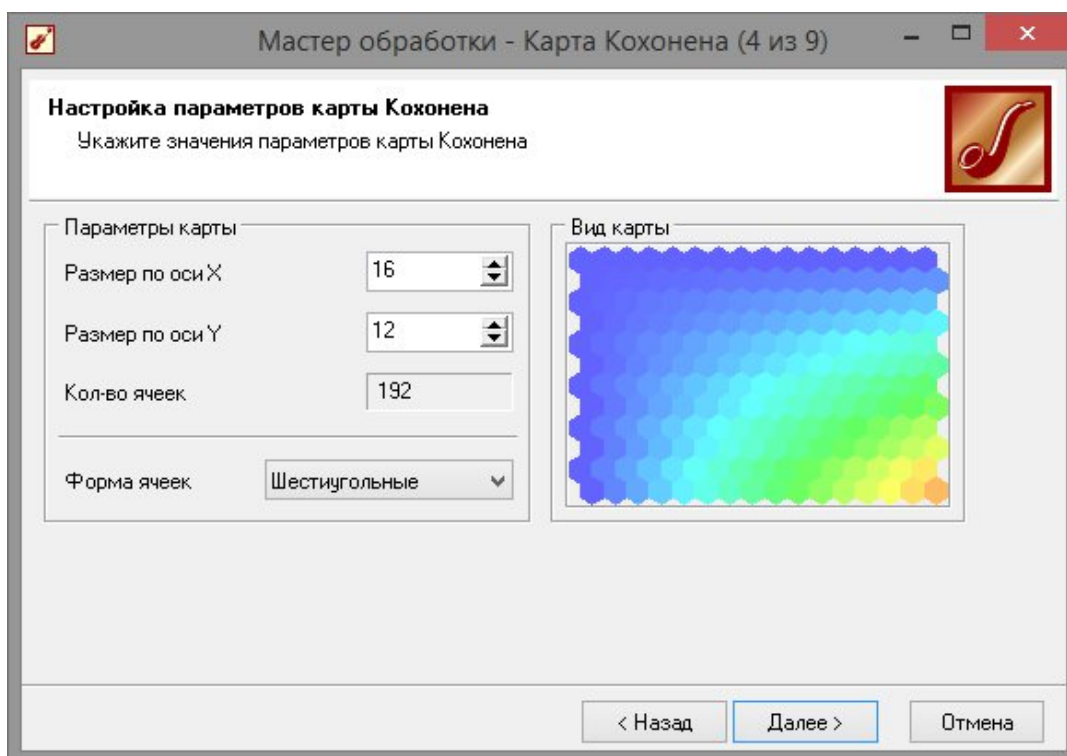 Мастер обработки - Карта Кохонена (4 из 9)
Настройка параметров карты Кохонена
Укажите значения параметров карты Кохонена
Параметры карты
Размер по оси X
16
Размер по оси Y
12
Кол-во ячеек
192
Форма ячеек
Шестиугольные
Вид карты
< Назад
Далее >
Отмена